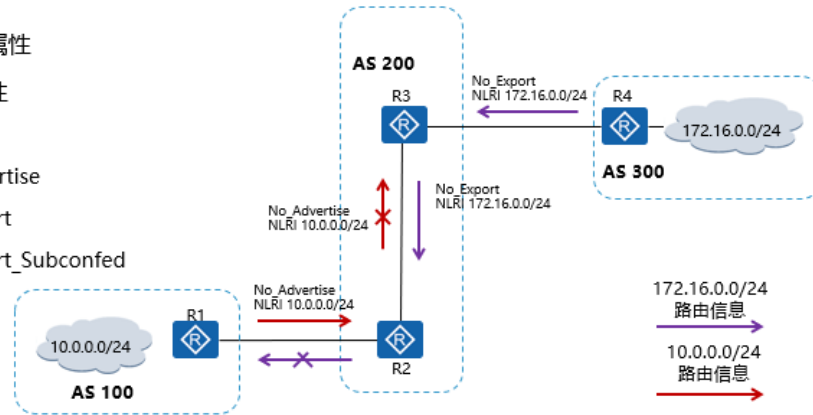 属性
性
rtise
rt
rt_Subconfed
AS 200
R3
No_Export
NLRI 172.16.0.0/24
R4
172.16.0.0/24
AS 300
No_Advertise
NLRI 10.0.0.0/24
No_Export
NLRI 172.16.0.0/24
No_Advertise
NLRI 10.0.0.0/24
R1
10.0.0.0/24
AS 100
R2
172.16.0.0/24
路由信息
10.0.0.0/24
路由信息
R
R
R
R